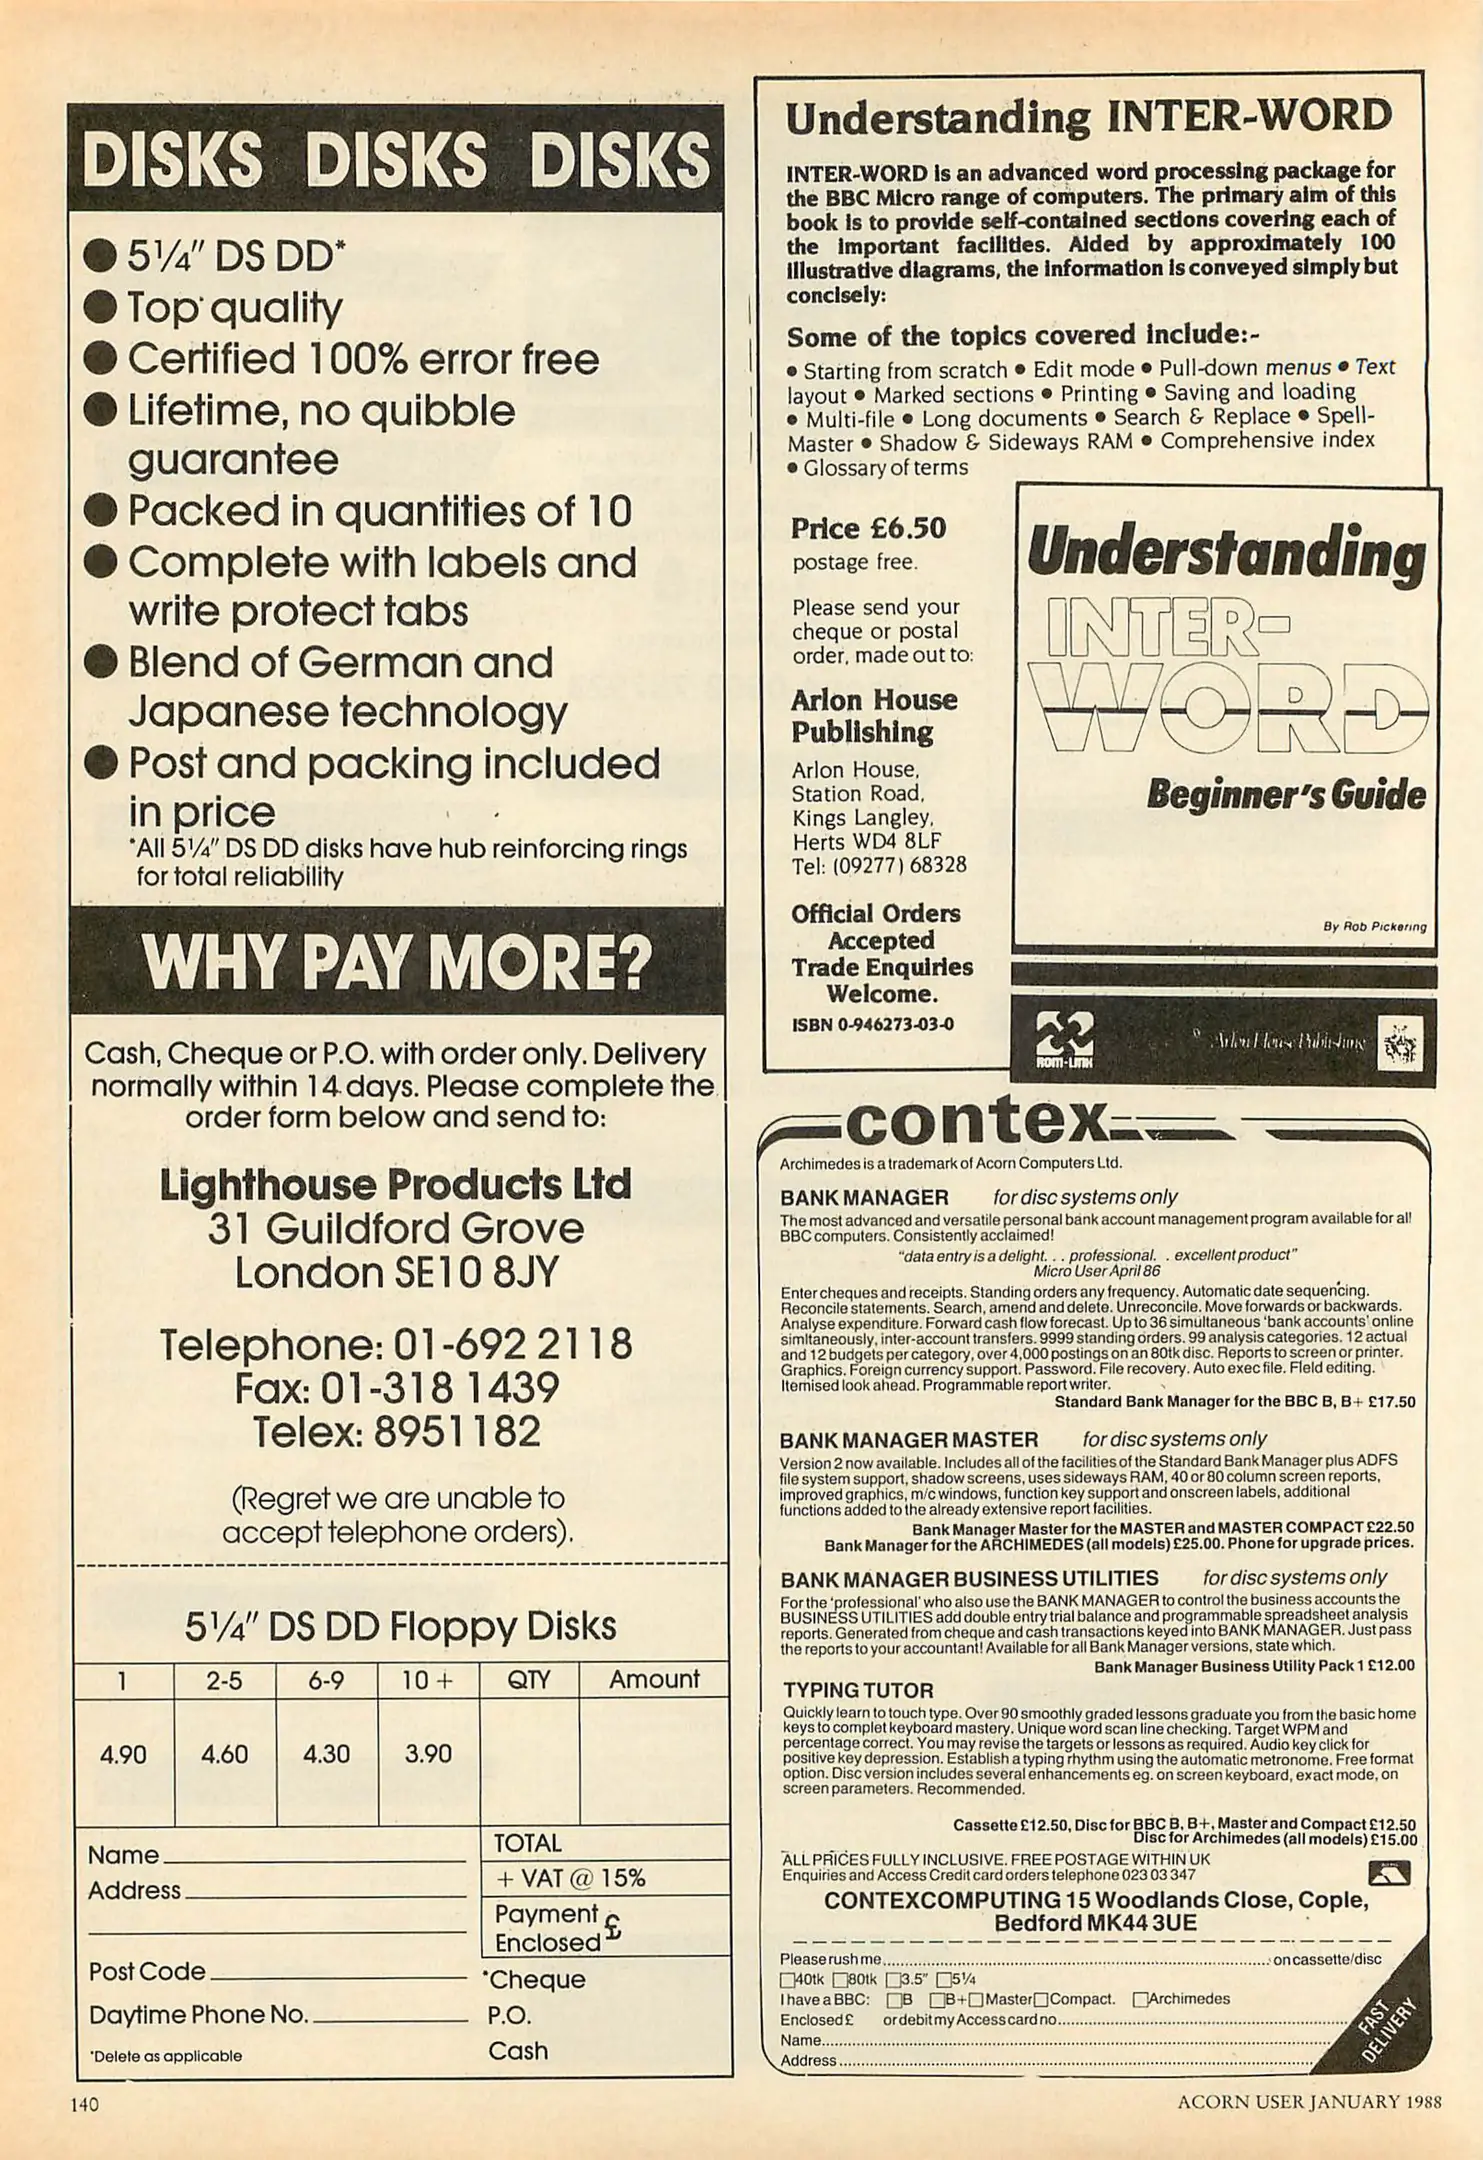 DISKS DISKS DISKS
● 5¼" DS DD*
● Top quality
● Certified 100% error free
● Lifetime, no quibble
guarantee
● Packed in quantities of 10
● Complete with labels and
write protect tabs
● Blend of German and
Japanese technology
● Post and packing included
in price
*All 5¼" DS DD disks have hub reinforcing rings
for total reliability
WHY PAY MORE?
Cash, Cheque or P.O. with order only. Delivery
normally within 14 days. Please complete the
order form below and send to:
Lighthouse Products Ltd
31 Guildford Grove
London SE10 8JY
Telephone: 01-692 2118
Fax: 01-318 1439
Telex: 8951182
(Regret we are unable to
accept telephone orders).
5¼" DS DD Floppy Disks
1 2-5 6-9 10+ QTY Amount
4.90 4.60 4.30 3.90
Name
TOTAL
Address
+ VAT @ 15%
Payment £
Enclosed
Post Code
*Cheque
Daytime Phone No.
P.O.
*Delete as applicable
Cash
Understanding INTER-WORD
INTER-WORD is an advanced word processing package for
the BBC Micro range of computers. The primary aim of this
book is to provide self-contained sections covering each of
the important facilities. Aided by approximately 100
illustrative diagrams, the information is conveyed simply but
concisely:
Some of the topics covered include:-
● Starting from scratch ● Edit mode ● Pull-down menus ● Text
layout ● Marked sections ● Printing ● Saving and loading
● Multi-file ● Long documents ● Search & Replace ● Spell-
Master ● Shadow & Sideways RAM ● Comprehensive index
● Glossary of terms
Price £6.50
postage free.
Please send your
cheque or postal
order, made out to:
Arlon House
Publishing
Arlon House,
Station Road,
Kings Langley,
Herts WD4 8LF
Tel: (09277) 68328
Official Orders
Accepted
Trade Enquiries
Welcome.
ISBN 0-946273-03-0
Understanding
INTER-
WORD
Beginner's Guide
By Rob Pickering
ROM-LINK
Arlon House Publishing
contex
Archimedes is a trademark of Acorn Computers Ltd.
BANK MANAGER for disc systems only
The most advanced and versatile personal bank account management program available for all
BBC computers. Consistently acclaimed!
"data entry is a delight. . . professional. . excellent product"
Micro User April 86
Enter cheques and receipts. Standing orders any frequency. Automatic date sequencing.
Reconcile statements. Search, amend and delete. Unreconcile. Move forwards or backwards.
Analyse expenditure. Forward cash flow forecast. Up to 36 simultaneous 'bank accounts' online
simltaneously, inter-account transfers. 9999 standing orders. 99 analysis categories. 12 actual
and 12 budgets per category, over 4,000 postings on an 80tk disc. Reports to screen or printer.
Graphics. Foreign currency support. Password. File recovery. Auto exec file. Field editing.
Itemised look ahead. Programmable report writer.
Standard Bank Manager for the BBC B, B+ £17.50
BANK MANAGER MASTER for disc systems only
Version 2 now available. Includes all of the facilities of the Standard Bank Manager plus ADFS
file system support, shadow screens, uses sideways RAM, 40 or 80 column screen reports,
improved graphics, m/c windows, function key support and onscreen labels, additional
functions added to the already extensive report facilities.
Bank Manager Master for the MASTER and MASTER COMPACT £22.50
Bank Manager for the ARCHIMEDES (all models) £25.00. Phone for upgrade prices.
BANK MANAGER BUSINESS UTILITIES for disc systems only
For the 'professional' who also use the BANK MANAGER to control the business accounts the
BUSINESS UTILITIES add double entry trial balance and programmable spreadsheet analysis
reports. Generated from cheque and cash transactions keyed into BANK MANAGER. Just pass
the reports to your accountant! Available for all Bank Manager versions, state which.
Bank Manager Business Utility Pack 1 £12.00
TYPING TUTOR
Quickly learn to touch type. Over 90 smoothly graded lessons graduate you from the basic home
keys to complet keyboard mastery. Unique word scan line checking. Target WPM and
percentage correct. You may revise the targets or lessons as required. Audio key click for
positive key depression. Establish a typing rhythm using the automatic metronome. Free format
option. Disc version includes several enhancements eg. on screen keyboard, exact mode, on
screen parameters. Recommended.
Cassette £12.50, Disc for BBC B, B+, Master and Compact £12.50
Disc for Archimedes (all models) £15.00
ALL PRICES FULLY INCLUSIVE. FREE POSTAGE WITHIN UK
Enquiries and Access Credit card orders telephone 023 03 347
CONTEX COMPUTING 15 Woodlands Close, Cople,
Bedford MK44 3UE
Please rush me on cassette/disc
□40tk □80tk □3.5" □5¼
I have a BBC: □B □B+ □Master □Compact. □Archimedes
Enclosed £ or debit my Access card no
Name
Address
FAST
DELIVERY
140
ACORN USER JANUARY 1988